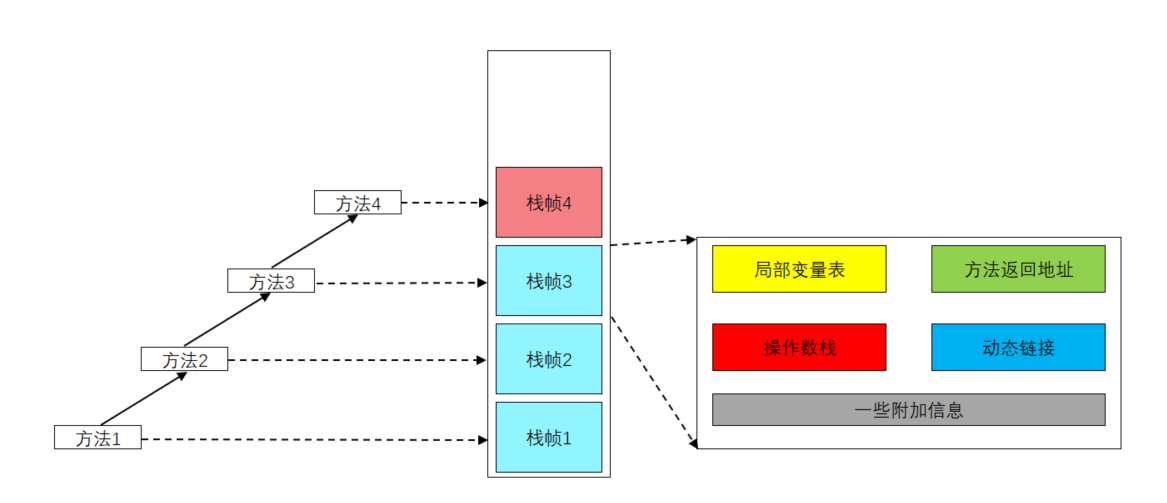 方法4
栈帧4
方法3
栈帧3
方法2
栈帧2
方法1
栈帧1
局部变量表
方法返回地址
操作数栈
动态链接
一些附加信息